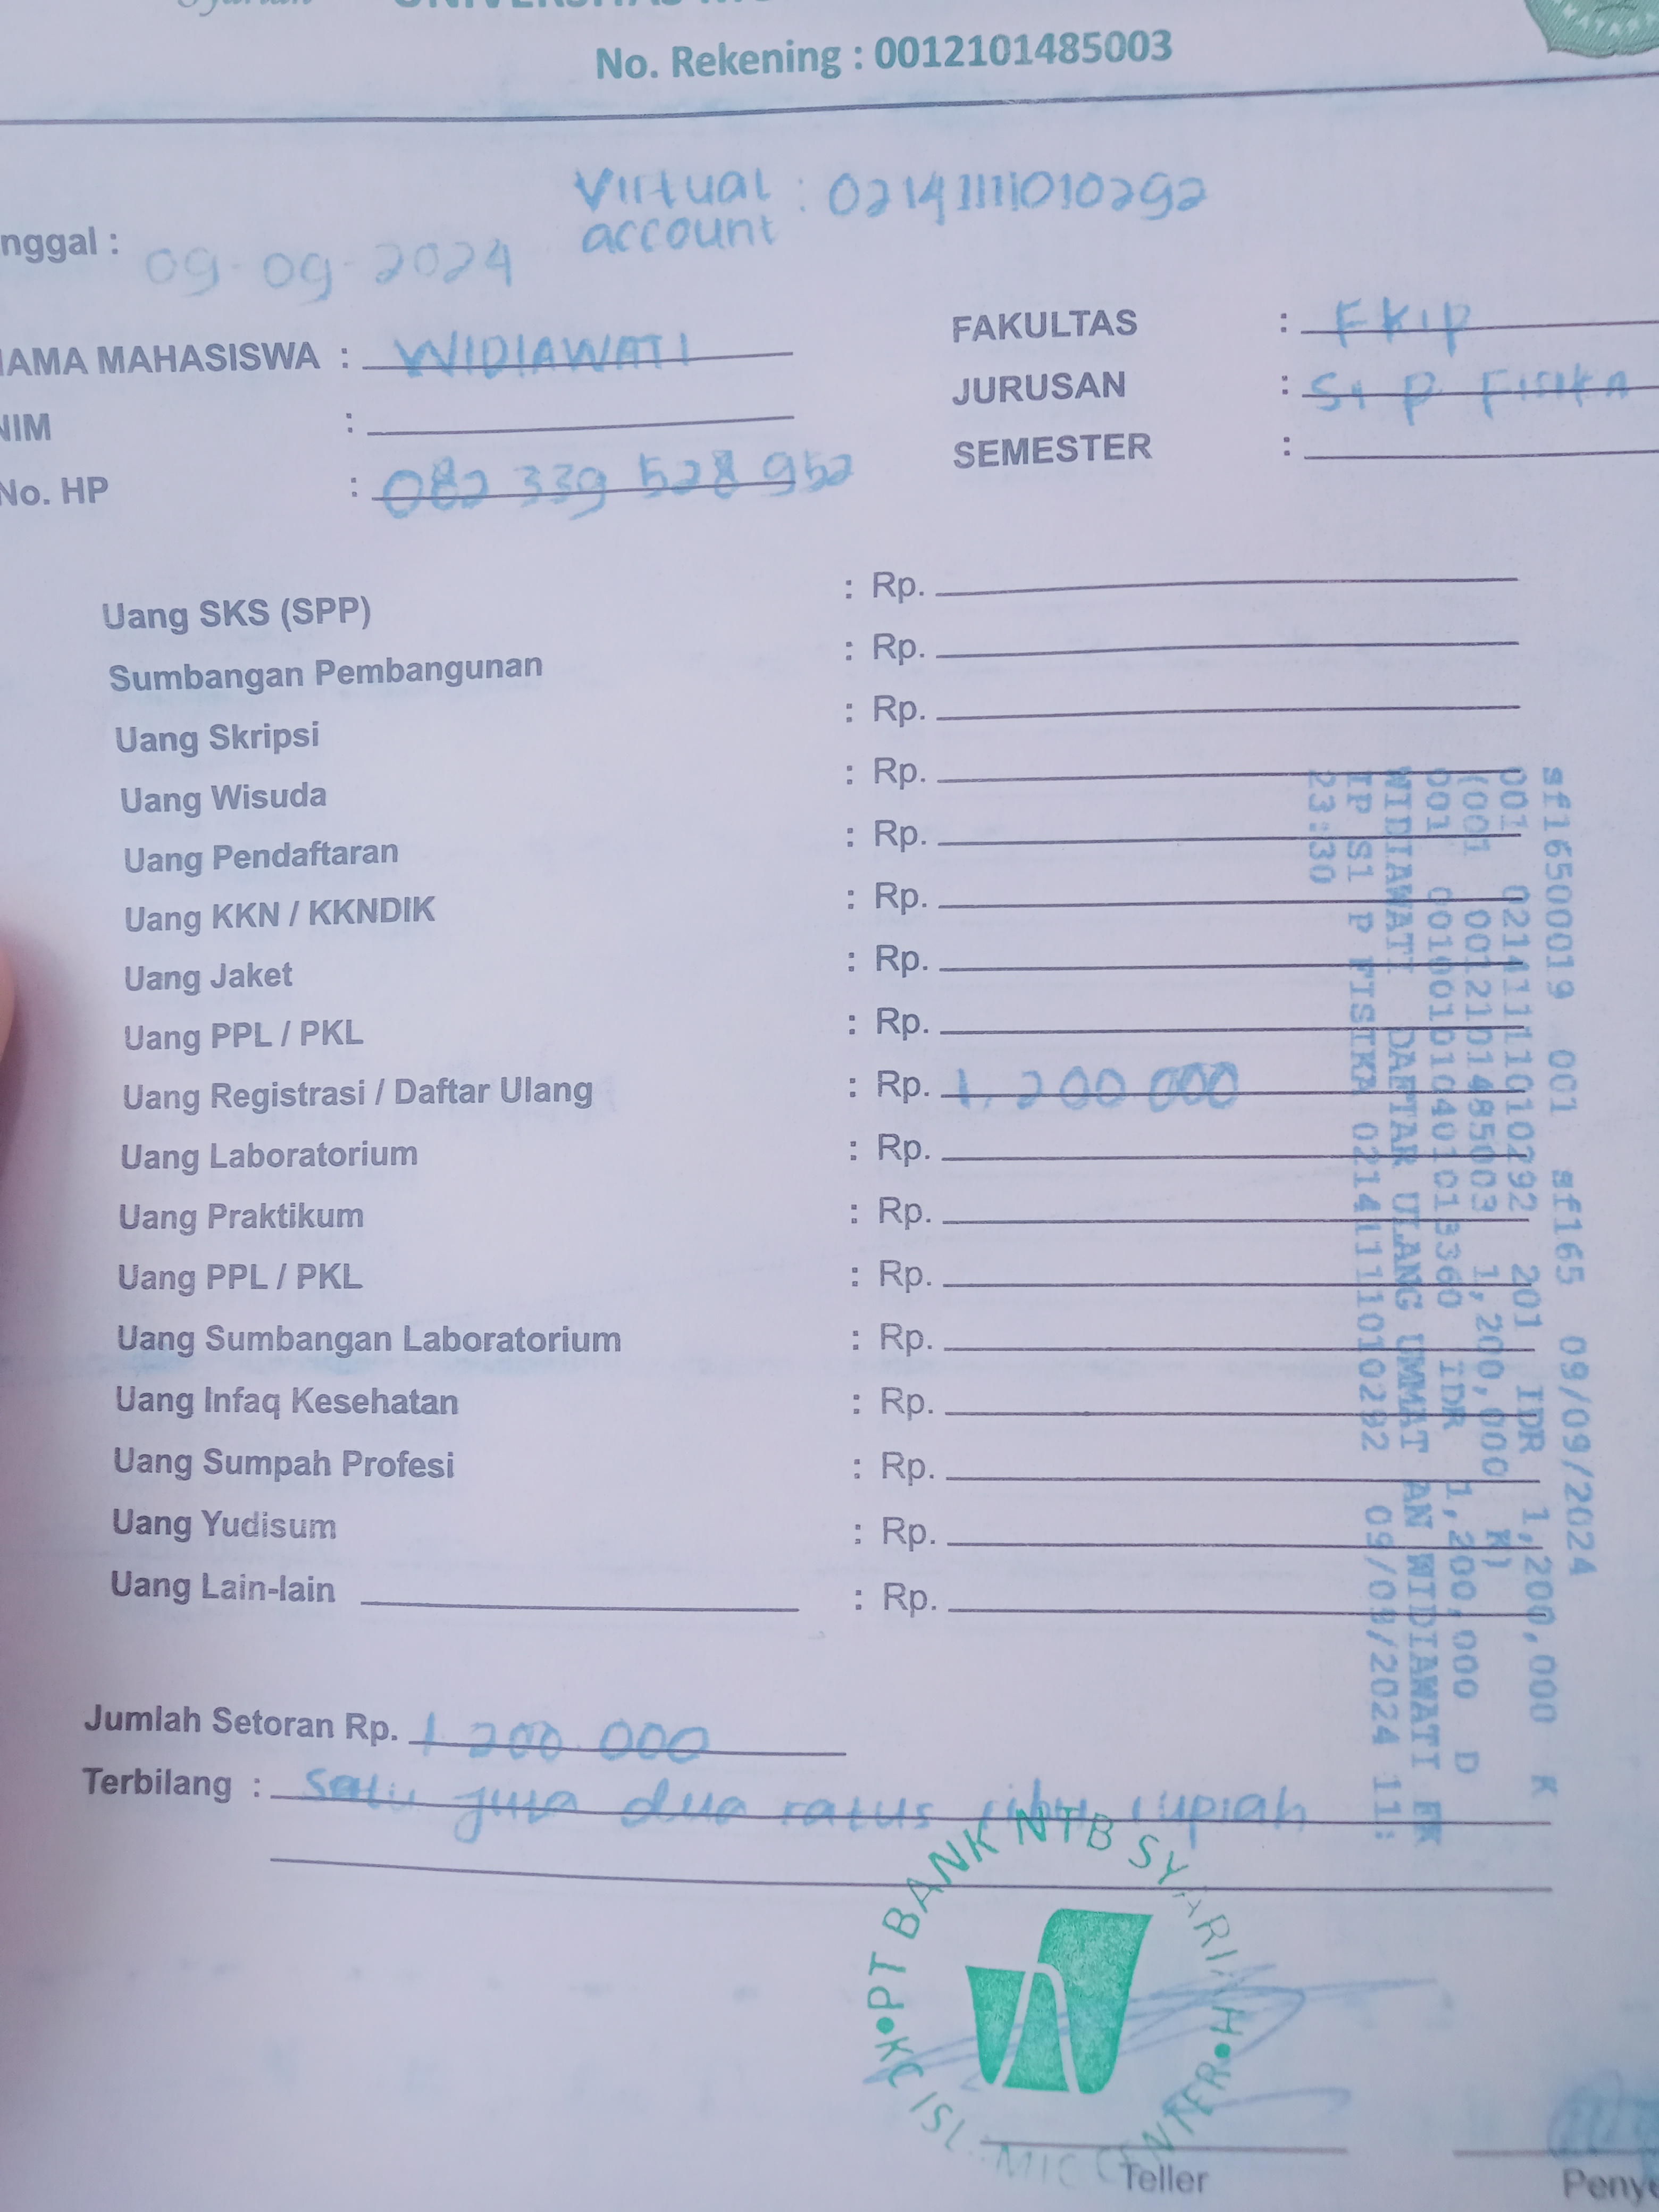 No. Rekening : 0012101485003
Virtual : 021411111010292
account
nggal :
09-09-2024
AMA MAHASISWA : WIDIAWATI
FAKULTAS : FKIP
NIM :
JURUSAN : S1 P FISIKA
No. HP : 082 339 528 952
SEMESTER :
Uang SKS (SPP) : Rp.
Sumbangan Pembangunan : Rp.
Uang Skripsi : Rp.
Uang Wisuda : Rp.
Uang Pendaftaran : Rp.
Uang KKN / KKNDIK : Rp.
Uang Jaket : Rp.
Uang PPL / PKL : Rp.
Uang Registrasi / Daftar Ulang : Rp. 1.200 000
Uang Laboratorium : Rp.
Uang Praktikum : Rp.
Uang PPL / PKL : Rp.
Uang Sumbangan Laboratorium : Rp.
Uang Infaq Kesehatan : Rp.
Uang Sumpah Profesi : Rp.
Uang Yudisum : Rp.
Uang Lain-lain : Rp.
sf16500019 001 sf165 09/09/2024
001 021411111010292 201 IDR 1,200,000 K
(001 0012101485003 1,200,000 K)
001 001001010401013360 IDR 1,200,000 D
WIDIAWATI DAFTAR ULANG UMMAT AN WIDIAWATI FK
IP S1 P FISIKA 021411111010292 09/09/2024 11:
23:30
Jumlah Setoran Rp. 1 200.000
Terbilang : Satu juta dua ratus ribu rupiah
PT BANK NTB SYARIAH
KC ISLAMIC CENTER
Teller
Penye